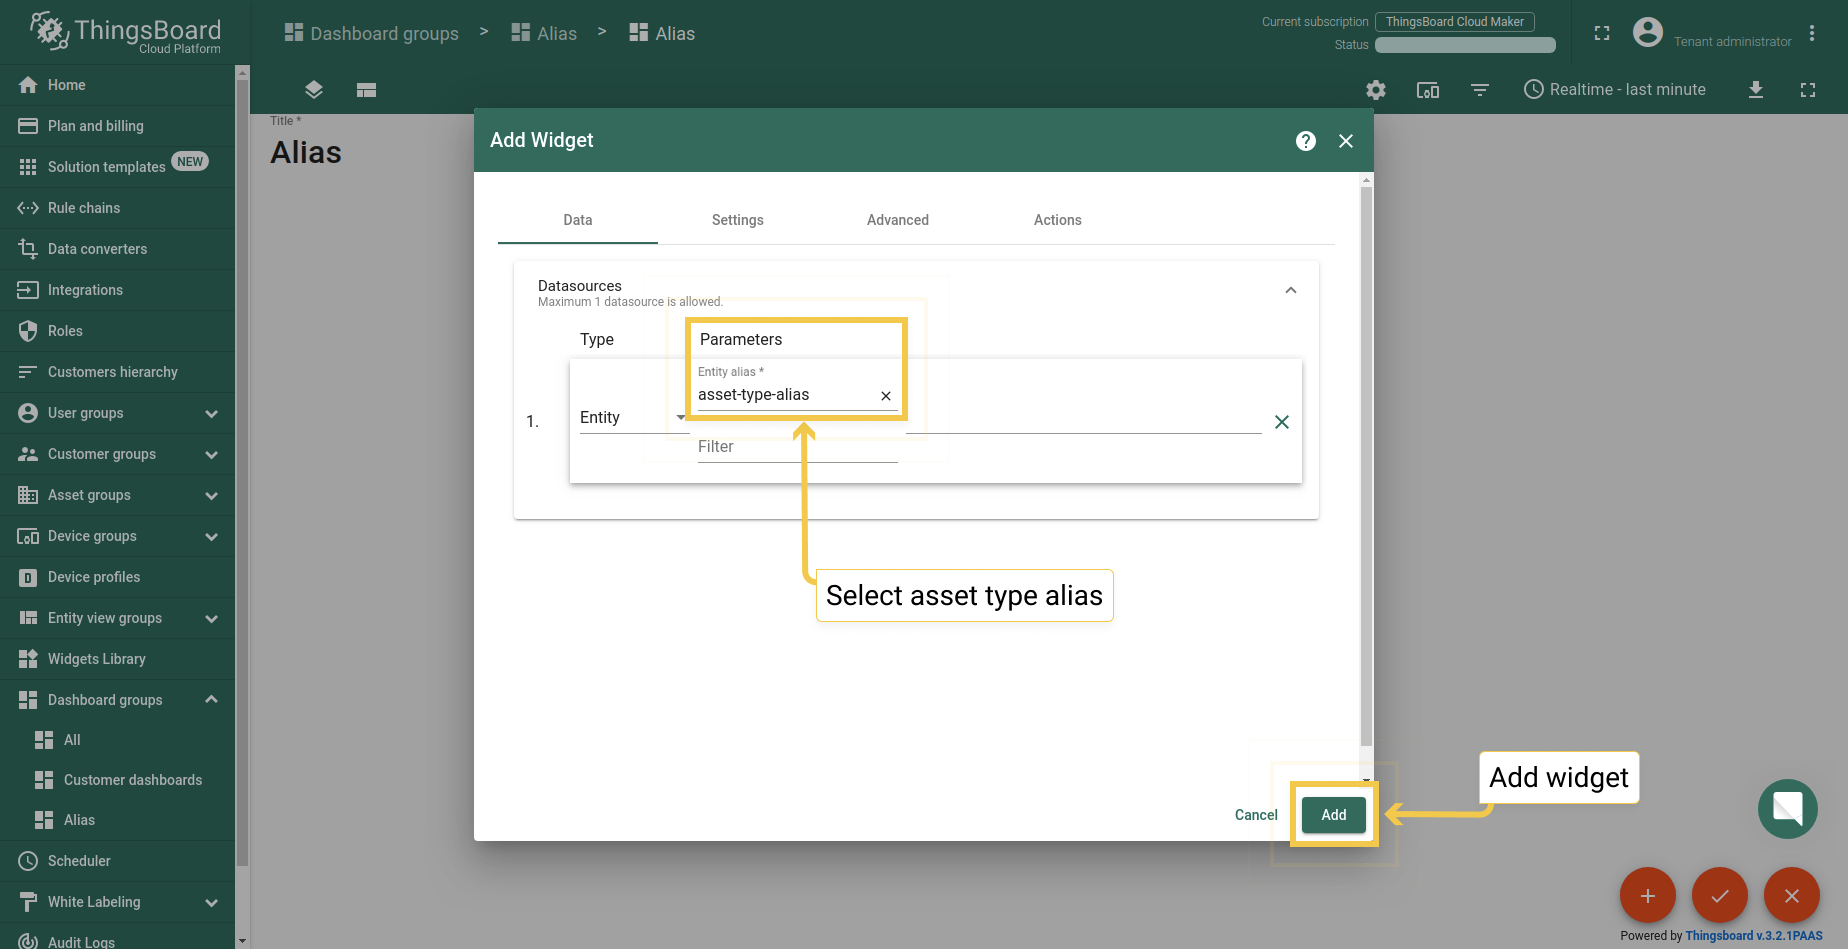 ThingsBoard
Cloud Platform
Dashboard groups > Alias > Alias
Current subscription ThingsBoard Cloud Maker
Status
Tenant administrator
Realtime - last minute
Home
Plan and billing
Solution templates NEW
Rule chains
Data converters
Integrations
Roles
Customers hierarchy
User groups
Customer groups
Asset groups
Device groups
Device profiles
Entity view groups
Widgets Library
Dashboard groups
All
Customer dashboards
Alias
Scheduler
White Labeling
Audit Logs
Title *
Alias
Add Widget
Data Settings Advanced Actions
Datasources
Maximum 1 datasource is allowed.
Type Parameters
Entity alias *
asset-type-alias
1. Entity
Filter
Select asset type alias
Add widget
Cancel Add
Powered by Thingsboard v.3.2.1PAAS